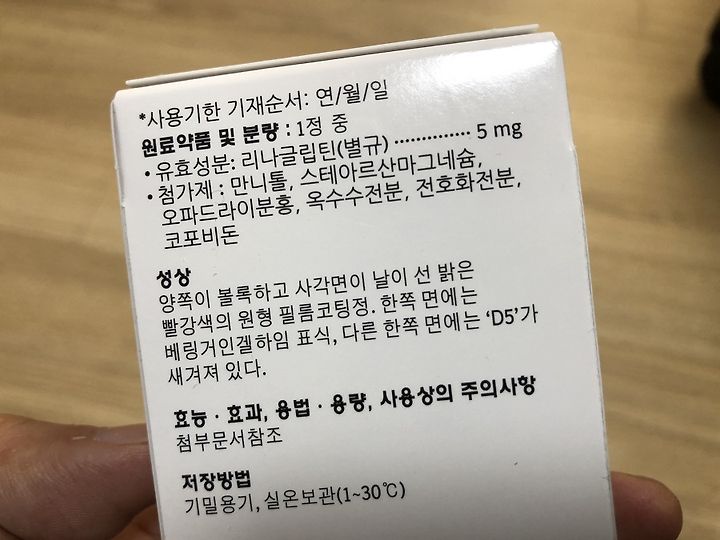 *사용기한 기재순서: 연/월/일
원료약품 및 분량 : 1정 중
• 유효성분: 리나글립틴(별규) ·············· 5 mg
• 첨가제 : 만니톨, 스테아르산마그네슘,
오파드라이분홍, 옥수수전분, 전호화전분,
코포비돈
성상
양쪽이 볼록하고 사각면이 날이 선 밝은
빨강색의 원형 필름코팅정. 한쪽 면에는
베링거인겔하임 표식, 다른 한쪽 면에는 ‘D5’가
새겨져 있다.
효능 · 효과, 용법 · 용량, 사용상의 주의사항
첨부문서참조
저장방법
기밀용기, 실온보관(1~30℃)